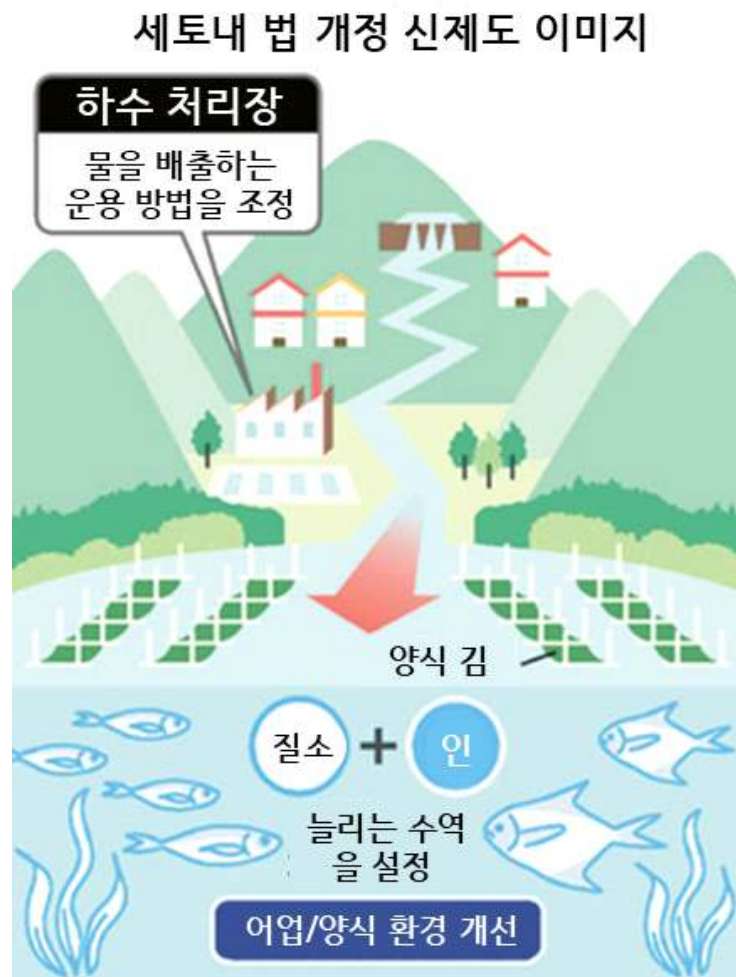 세토내 법 개정 신제도 이미지
하수 처리장
물을 배출하는
운용 방법을 조정
양식 김
질소 + 인
늘리는 수역
을 설정
어업/양식 환경 개선